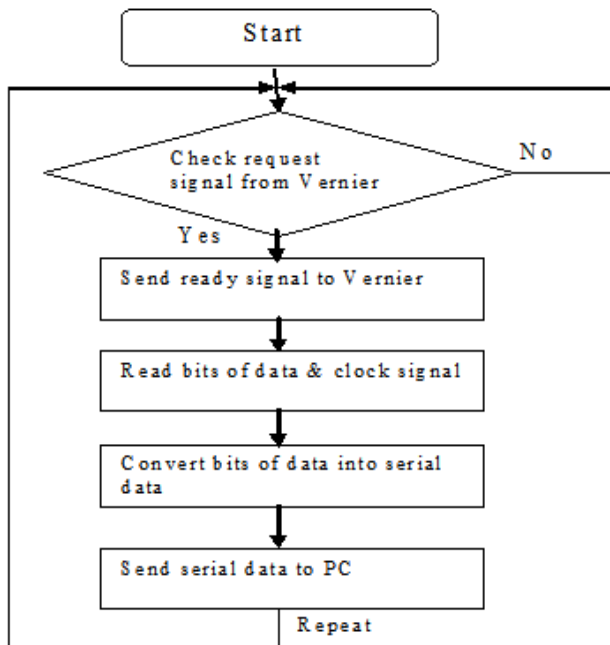 Start
Check request
signal from Vernier
No
Yes
Send ready signal to Vernier
Read bits of data & clock signal
Convert bits of data into serial
data
Send serial data to PC
Repeat